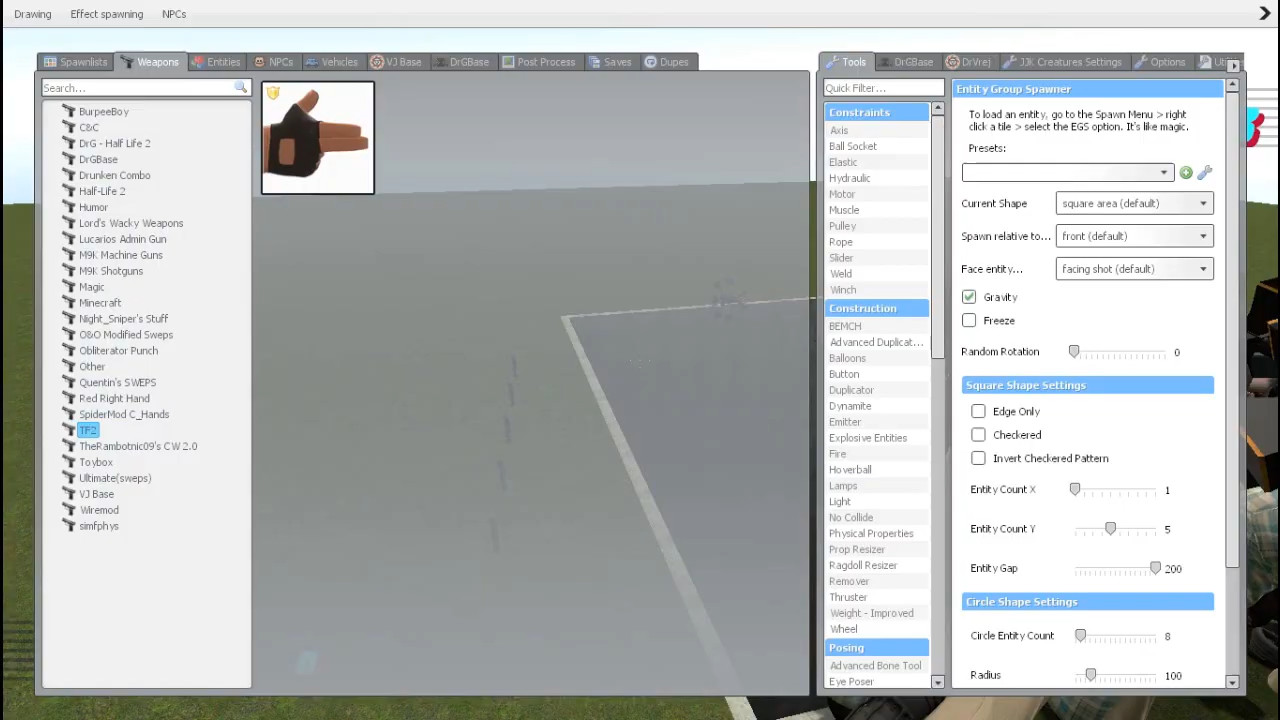 Drawing Effect spawning NPCs
Spawnlists Weapons Entities NPCs Vehicles VJ Base DrGBase Post Process Saves Dupes
Search...
BurpeeBoy
C&C
DrG - Half Life 2
DrGBase
Drunken Combo
Half-Life 2
Humor
Lord's Wacky Weapons
Lucarios Admin Gun
M9K Machine Guns
M9K Shotguns
Magic
Minecraft
Night_Sniper's Stuff
O&O Modified Sweps
Obliterator Punch
Other
Quentin's SWEPS
Red Right Hand
SpiderMod C_Hands
TF2
TheRambotnic09's CW 2.0
Toybox
Ultimate(sweps)
VJ Base
Wiremod
simfphys
Tools DrGBase DrVrej JJK Creatures Settings Options Uti
Quick Filter...
Constraints
Axis
Ball Socket
Elastic
Hydraulic
Motor
Muscle
Pulley
Rope
Slider
Weld
Winch
Construction
BEMCH
Advanced Duplicat...
Balloons
Button
Duplicator
Dynamite
Emitter
Explosive Entities
Fire
Hoverball
Lamps
Light
No Collide
Physical Properties
Prop Resizer
Ragdoll Resizer
Remover
Thruster
Weight - Improved
Wheel
Posing
Advanced Bone Tool
Eye Poser
Entity Group Spawner
To load an entity, go to the Spawn Menu > right
click a tile > select the EGS option. It's like magic.
Presets:
Current Shape square area (default)
Spawn relative to... front (default)
Face entity... facing shot (default)
Gravity
Freeze
Random Rotation 0
Square Shape Settings
Edge Only
Checkered
Invert Checkered Pattern
Entity Count X 1
Entity Count Y 5
Entity Gap 200
Circle Shape Settings
Circle Entity Count 8
Radius 100